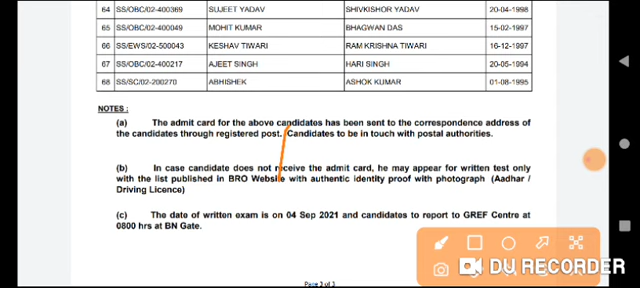 64 SS/OBC/02-400369 SUJEET YADAV SHIVKISHOR YADAV 20-04-1998
65 SS/OBC/02-400049 MOHIT KUMAR BHAGWAN DAS 15-02-1997
66 SS/EWS/02-500043 KESHAV TIWARI RAM KRISHNA TIWARI 16-12-1997
67 SS/OBC/02-400217 AJEET SINGH HARI SINGH 20-05-1994
68 SS/SC/02-200270 ABHISHEK ASHOK KUMAR 01-08-1995
NOTES :
(a) The admit card for the above candidates has been sent to the correspondence address of
the candidates through registered post. Candidates to be in touch with postal authorities.
(b) In case candidate does not receive the admit card, he may appear for written test only
with the list published in BRO Website with authentic identity proof with photograph (Aadhar /
Driving Licence)
(c) The date of written exam is on 04 Sep 2021 and candidates to report to GREF Centre at
0800 hrs at BN Gate.
DU RECORDER
Page 3 of 3